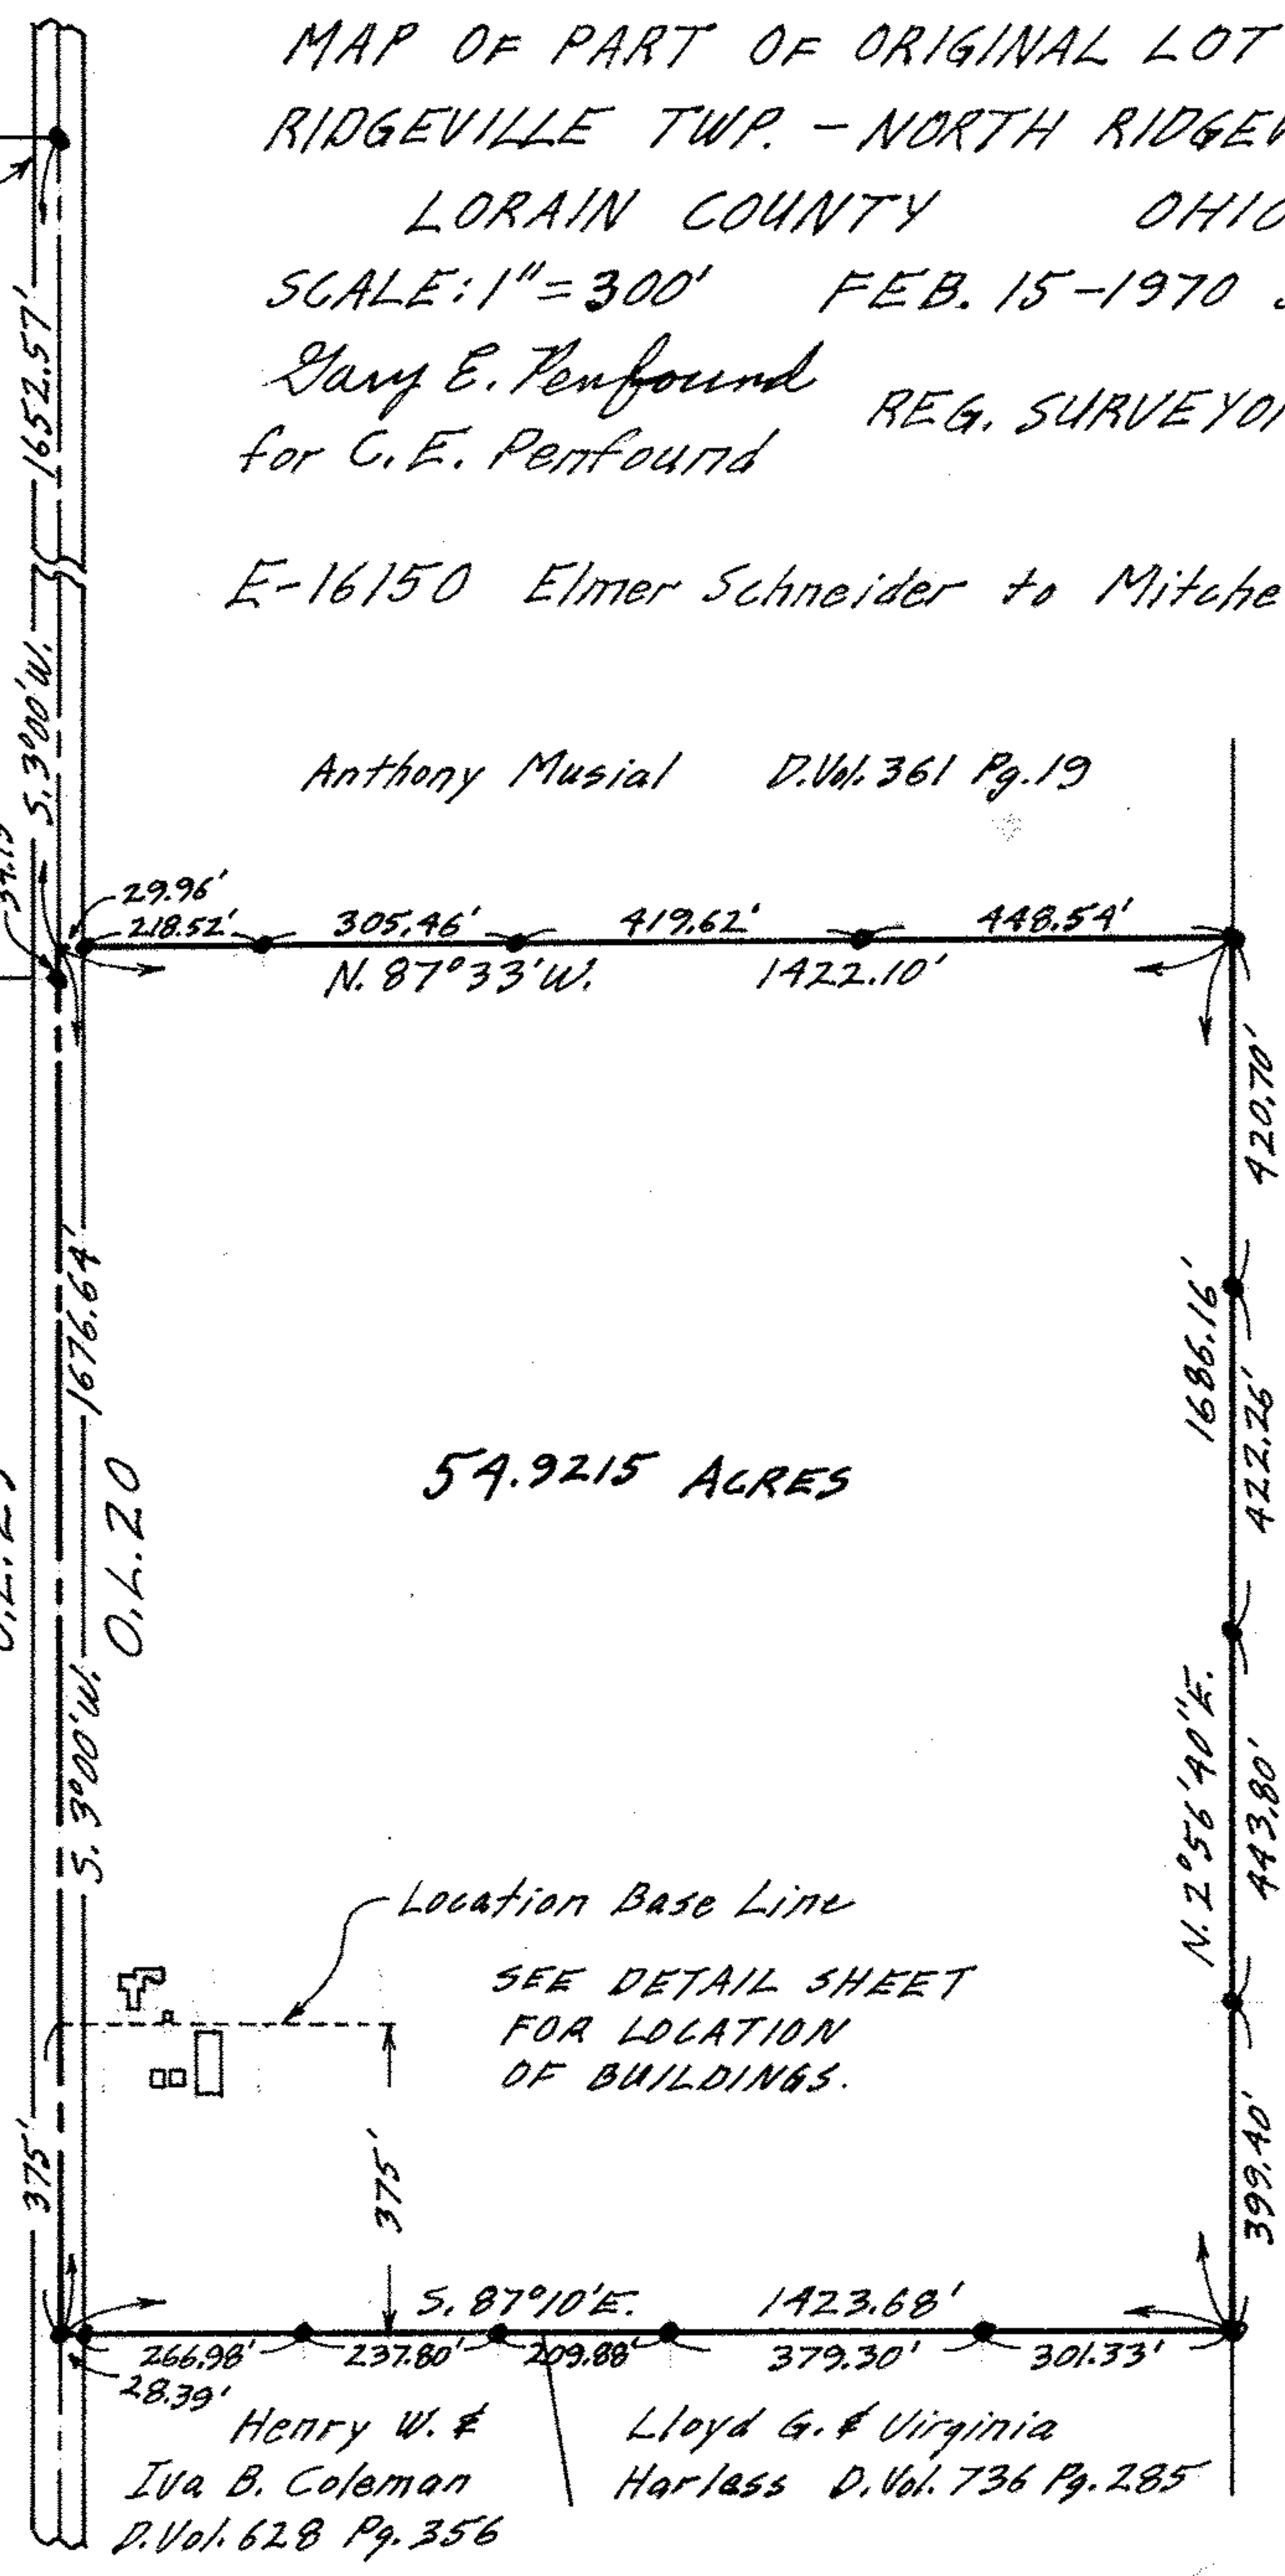 MAP OF PART OF ORIGINAL LOT
RIDGEVILLE TWP. - NORTH
LORAIN COUNTY OHIO
SCALE: 1"=300' FEB. 15-1970
Gary E. Penfound
for C.E. Penfound
REG. SURVEYOR
E-16150 Elmer Schneider to
1652.57'
S. 3°00'W.
Anthony Musial D.Vol. 361 Pg. 19
29.96'
218.52' 305.46' 419.62' 448.54'
N. 87°33'W. 1422.10'
420.70'
1676.64'
1686.16'
422.26'
54.9215 ACRES
O.L. 20
S. 3°00'W.
N. 2°56'40"E.
443.80'
Location Base Line
SEE DETAIL SHEET
FOR LOCATION
OF BUILDINGS.
375'
375'
399.40'
S. 87°10'E. 1423.68'
266.98' 237.80' 209.88' 379.30' 301.33'
28.39'
Henry W. &
Iva B. Coleman
D.Vol. 628 Pg. 356
Lloyd G. & Virginia
Harless D.Vol. 736 Pg. 285